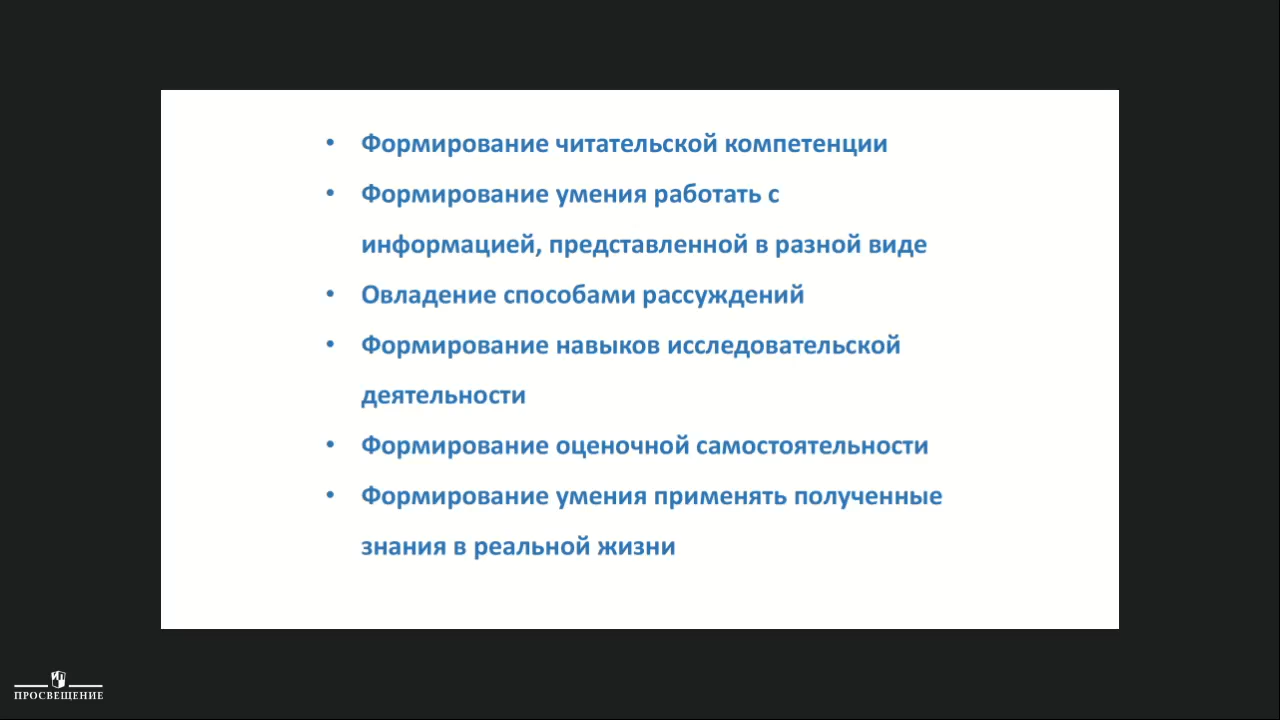 • Формирование читательской компетенции
• Формирование умения работать с
информацией, представленной в разной виде
• Овладение способами рассуждений
• Формирование навыков исследовательской
деятельности
• Формирование оценочной самостоятельности
• Формирование умения применять полученные
знания в реальной жизни
ПРОСВЕЩЕНИЕ